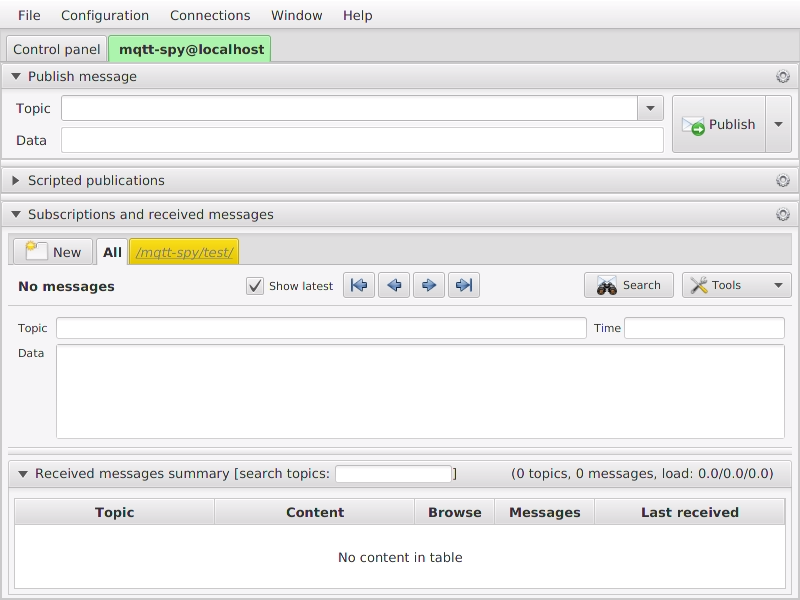 File Configuration Connections Window Help
Control panel mqtt-spy@localhost
Publish message
Topic
Publish
Data
Scripted publications
Subscriptions and received messages
New All /mqtt-spy/test/
No messages Show latest Search Tools
Topic Time
Data
Received messages summary [search topics: ] (0 topics, 0 messages, load: 0.0/0.0/0.0)
Topic Content Browse Messages Last received
No content in table